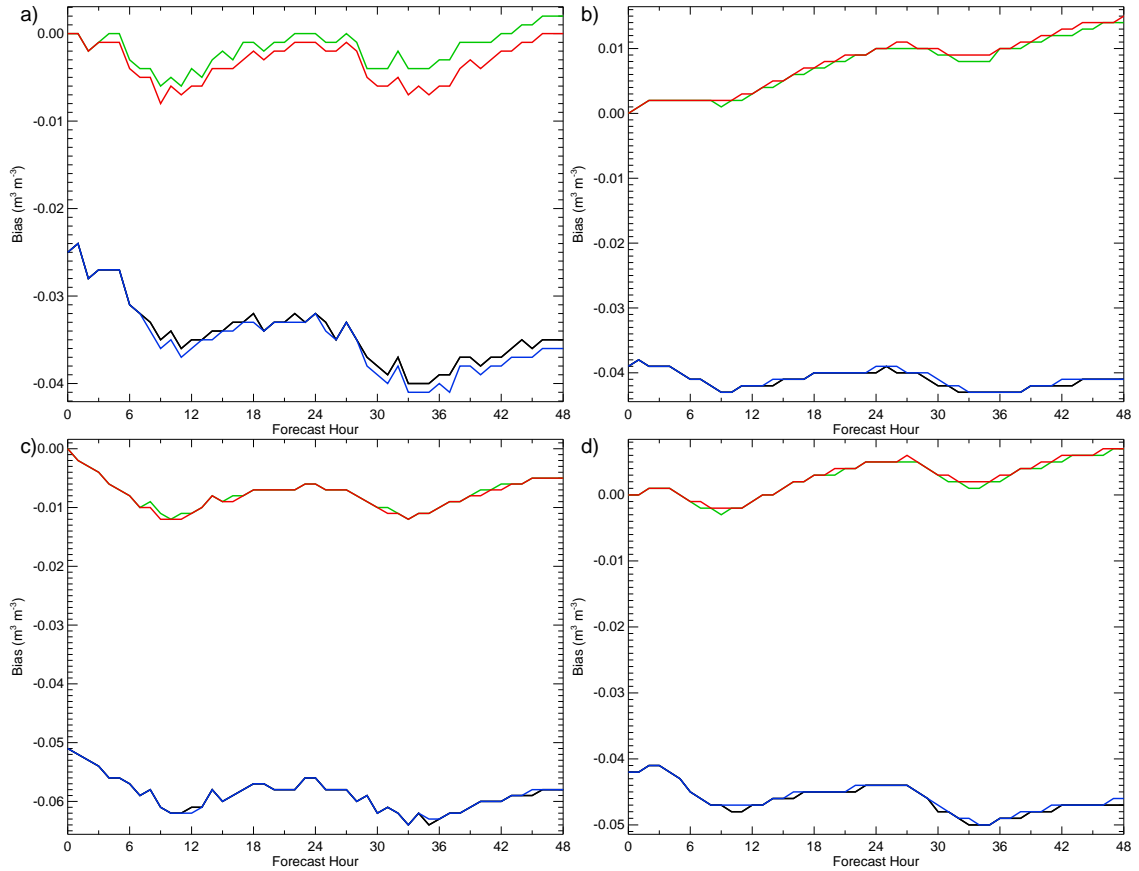 a)
0.00
-0.01
-0.02
-0.03
-0.04
Bias (m³ m⁻³)
0 6 12 18 24 30 36 42 48
Forecast Hour
b)
0.01
0.00
-0.01
-0.02
-0.03
-0.04
Bias (m³ m⁻³)
0 6 12 18 24 30 36 42 48
Forecast Hour
c)
0.00
-0.01
-0.02
-0.03
-0.04
-0.05
-0.06
Bias (m³ m⁻³)
0 6 12 18 24 30 36 42 48
Forecast Hour
d)
0.00
-0.01
-0.02
-0.03
-0.04
-0.05
Bias (m³ m⁻³)
0 6 12 18 24 30 36 42 48
Forecast Hour